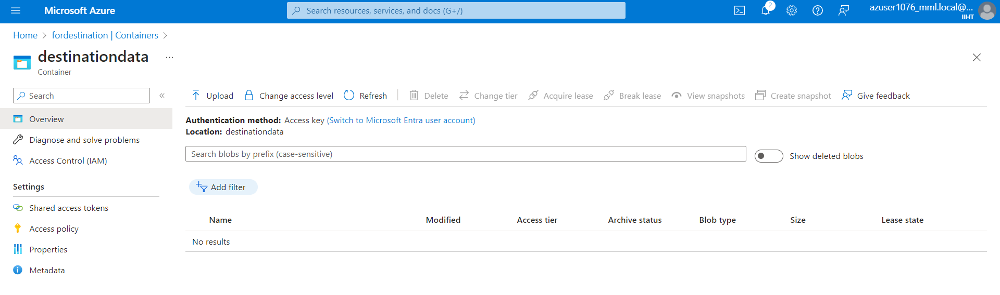 Microsoft Azure
Search resources, services, and docs (G+/)
2
azuser1076_mml.local@...
IIHT
Home > fordestination | Containers >
destinationdata ...
Container
Search «
Upload Change access level Refresh Delete Change tier Acquire lease Break lease View snapshots Create snapshot Give feedback
Overview
Diagnose and solve problems
Access Control (IAM)
Settings
Shared access tokens
Access policy
Properties
Metadata
Authentication method: Access key (Switch to Microsoft Entra user account)
Location: destinationdata
Search blobs by prefix (case-sensitive)
Show deleted blobs
Add filter
Name Modified Access tier Archive status Blob type Size Lease state
No results